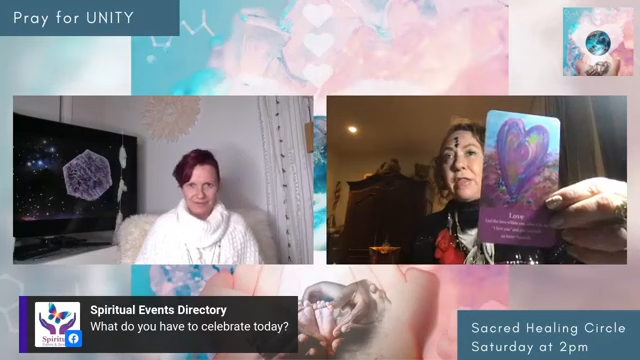 Pray for UNITY
Love
Spiritual Events Directory
What do you have to celebrate today?
Sacred Healing Circle
Saturday at 2pm